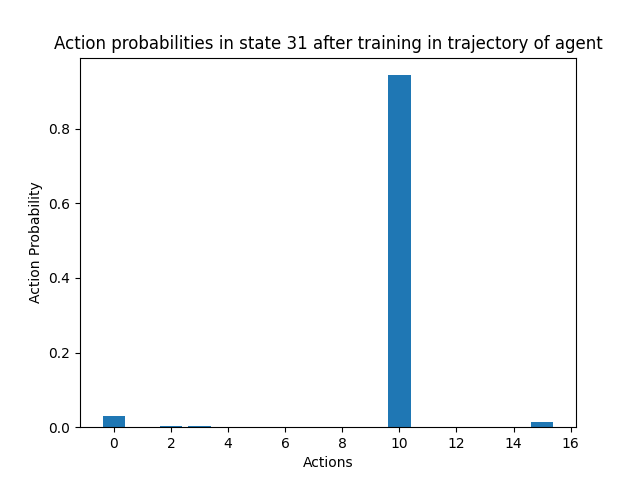 Action probabilities in state 31 after training in trajectory of agent
Action Probability
0.8
0.6
0.4
0.2
0.0
0 2 4 6 8 10 12 14 16
Actions